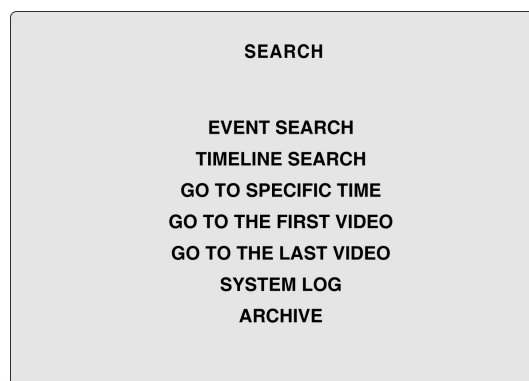 SEARCH
EVENT SEARCH
TIMELINE SEARCH
GO TO SPECIFIC TIME
GO TO THE FIRST VIDEO
GO TO THE LAST VIDEO
SYSTEM LOG
ARCHIVE